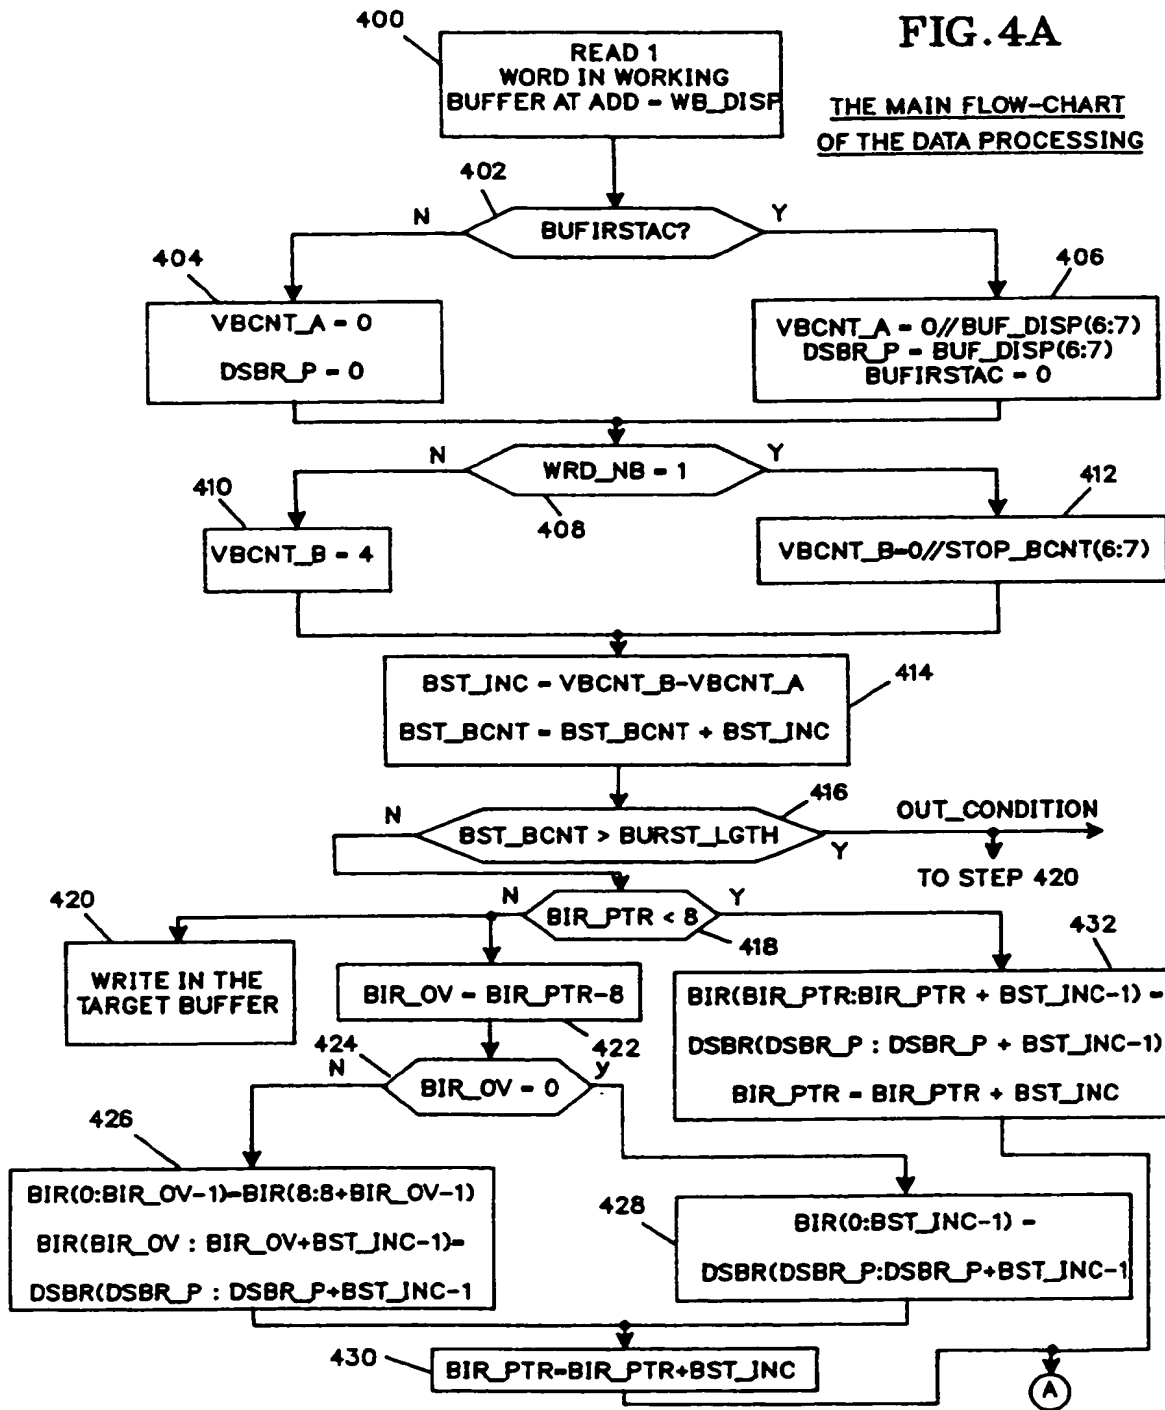 FIG.4A
THE MAIN FLOW-CHART
OF THE DATA PROCESSING
400
READ 1
WORD IN WORKING
BUFFER AT ADD = WB_DISP
402
N
BUFIRSTAC?
Y
404
VBCNT_A = 0
DSBR_P = 0
406
VBCNT_A = 0//BUF_DISP(6:7)
DSBR_P = BUF_DISP(6:7)
BUFIRSTAC = 0
N
WRD_NB = 1
Y
408
410
VBCNT_B = 4
412
VBCNT_B=0//STOP_BCNT(6:7)
BST_INC = VBCNT_B-VBCNT_A
BST_BCNT = BST_BCNT + BST_INC
414
N
BST_BCNT > BURST_LGTH
416
Y
OUT_CONDITION
TO STEP 420
N
BIR_PTR < 8
Y
418
420
WRITE IN THE
TARGET BUFFER
BIR_OV = BIR_PTR-8
422
432
BIR(BIR_PTR:BIR_PTR + BST_INC-1) =
DSBR(DSBR_P : DSBR_P + BST_INC-1)
BIR_PTR = BIR_PTR + BST_INC
424
N
BIR_OV = 0
y
426
BIR(0:BIR_OV-1)=BIR(8:8+BIR_OV-1)
BIR(BIR_OV : BIR_OV+BST_INC-1)=
DSBR(DSBR_P : DSBR_P+BST_INC-1
428
BIR(0:BST_INC-1) =
DSBR(DSBR_P:DSBR_P+BST_INC-1
430
BIR_PTR=BIR_PTR+BST_INC
A